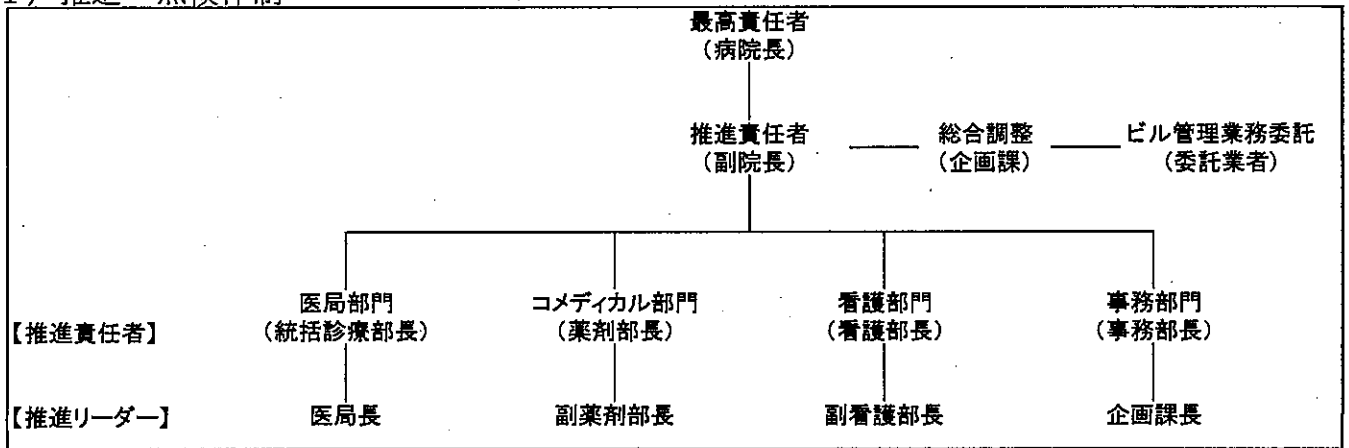 最高責任者
（病院長）
推進責任者 総合調整 ビル管理業務委託
（副院長） （企画課） （委託業者）
医局部門 コメディカル部門 看護部門 事務部門
【推進責任者】 （統括診療部長） （薬剤部長） （看護部長） （事務部長）
【推進リーダー】 医局長 副薬剤部長 副看護部長 企画課長